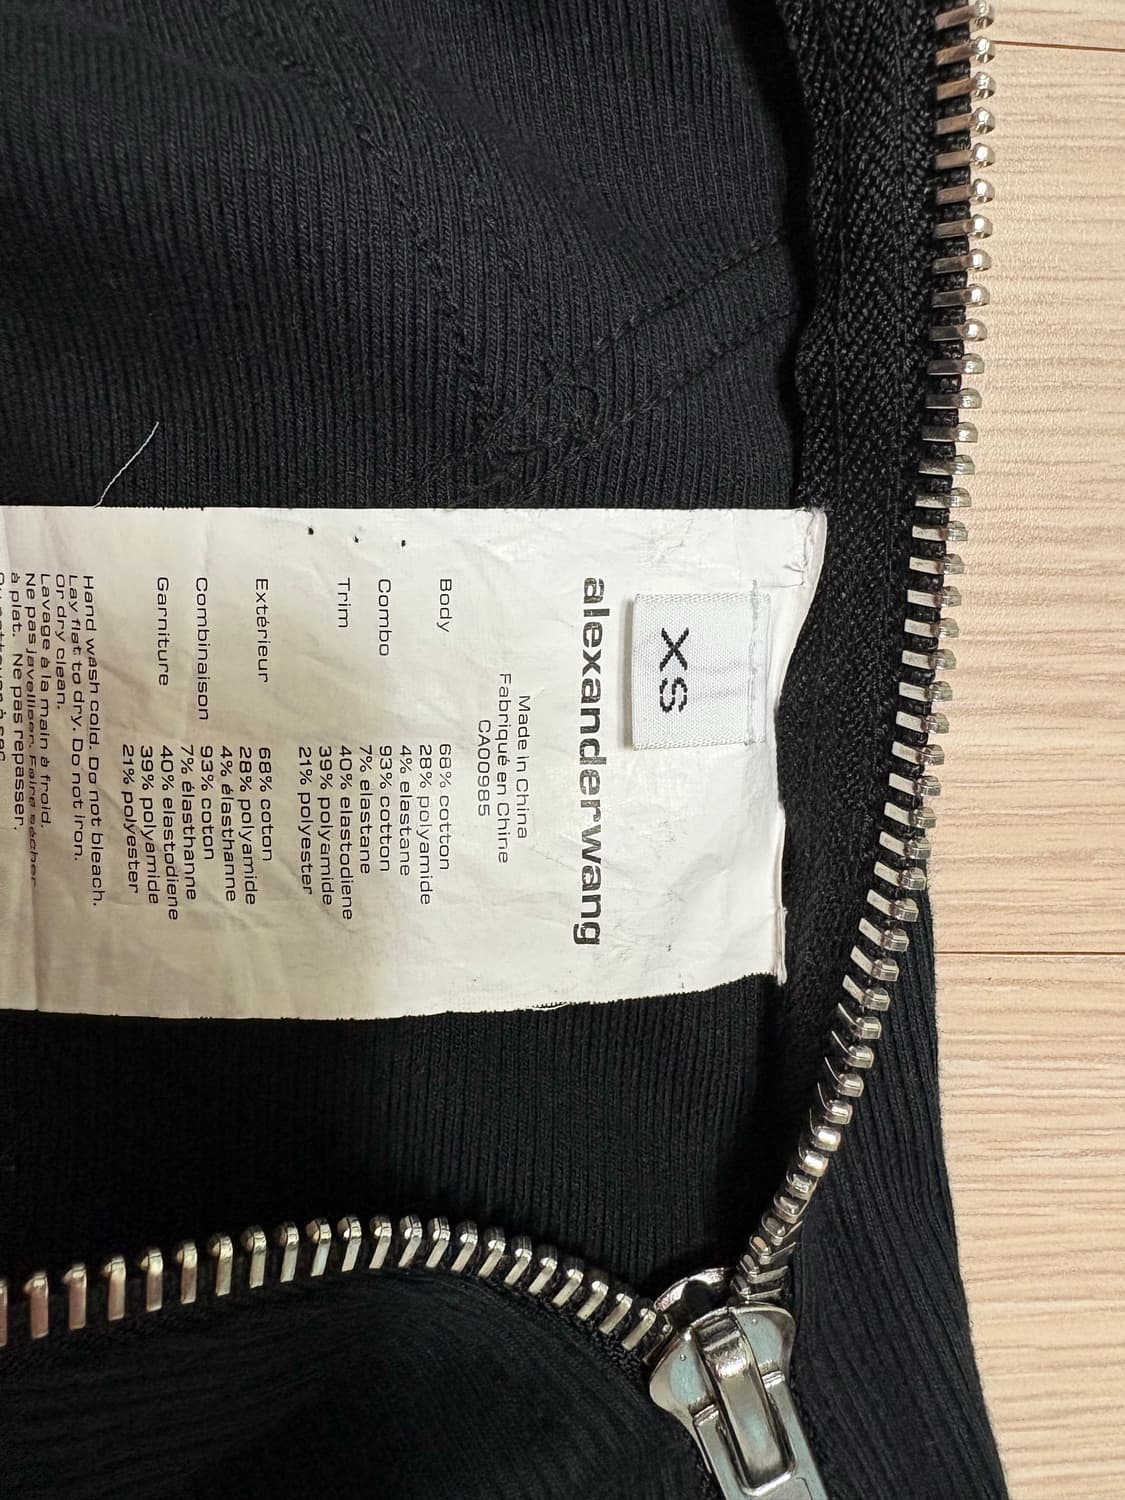 XS
alexanderwang
Made in China
Fabriqué en Chine
CA00985
Body 68% cotton
28% polyamide
4% elastane
Combo 93% cotton
7% elastane
Trim 40% elastodiene
39% polyamide
21% polyester
Extérieur 68% coton
28% polyamide
4% élasthanne
Combinaison 93% coton
7% élasthanne
Garniture 40% elastodiene
39% polyamide
21% polyester
Hand wash cold. Do not bleach.
Lay flat to dry. Do not iron.
Or dry clean.
Lavage à la main à froid.
Ne pas javelliser. Faire sécher
à plat. Ne pas repasser.